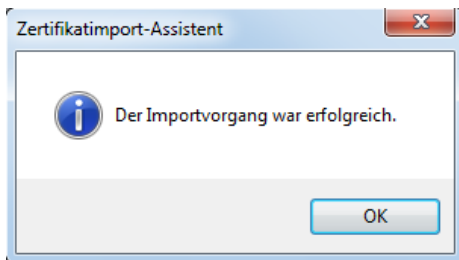 Zertifikatimport-Assistent
Der Importvorgang war erfolgreich.
OK